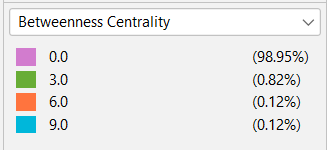 Betweenness Centrality
0.0 (98.95%)
3.0 (0.82%)
6.0 (0.12%)
9.0 (0.12%)